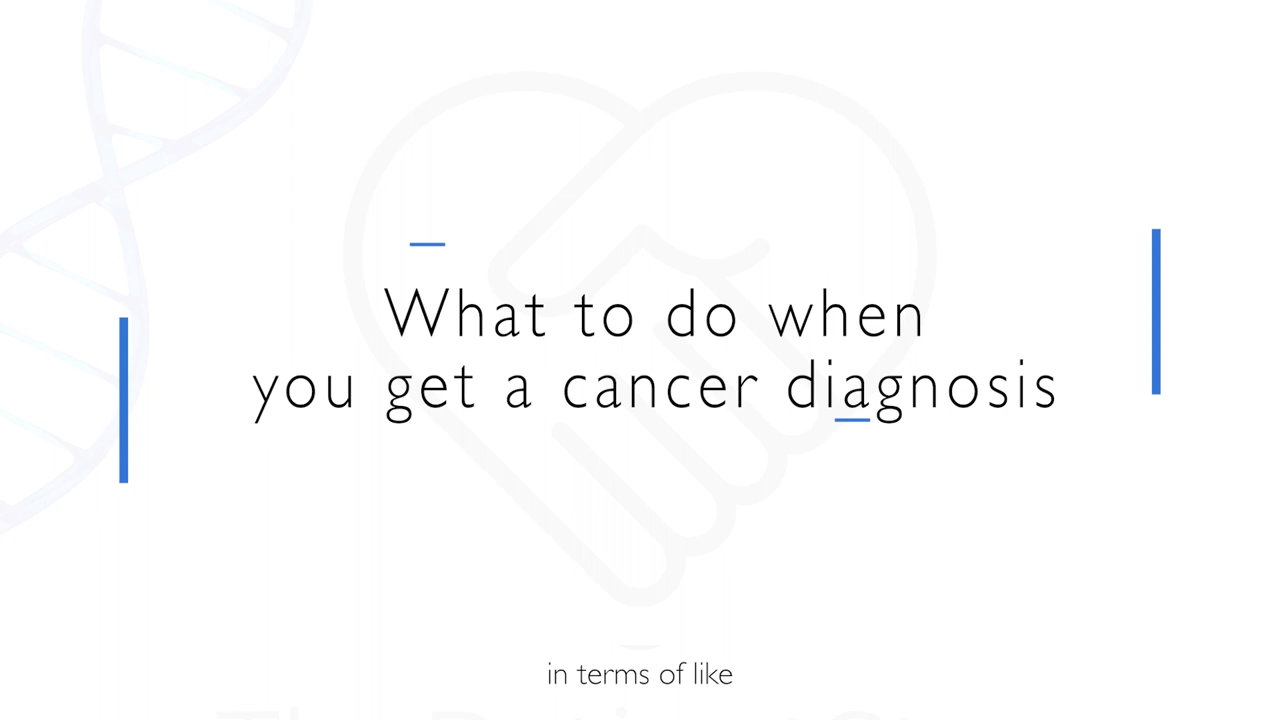 What to do when
you get a cancer diagnosis
in terms of like